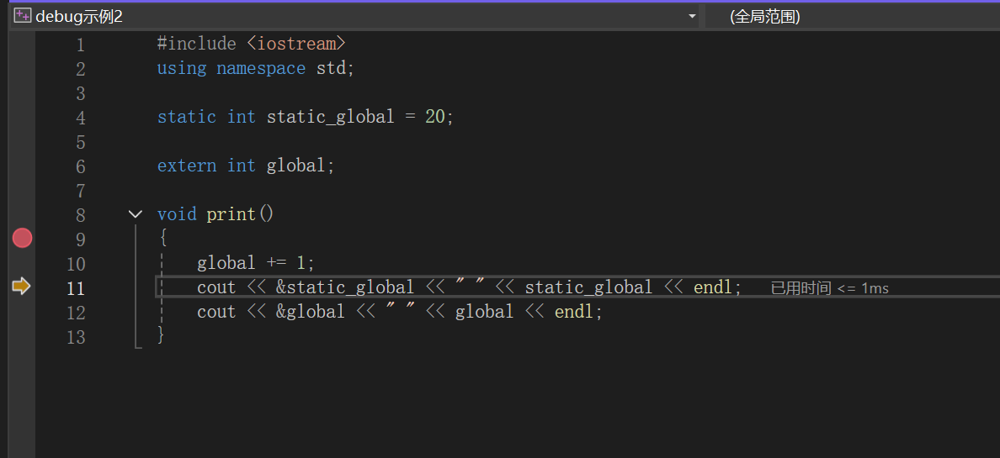 debug示例2 (全局范围)
1 #include <iostream>
2 using namespace std;
3
4 static int static_global = 20;
5
6 extern int global;
7
8 void print()
9 {
10 global += 1;
11 cout << &static_global << " " << static_global << endl; 已用时间 <= 1ms
12 cout << &global << " " << global << endl;
13 }